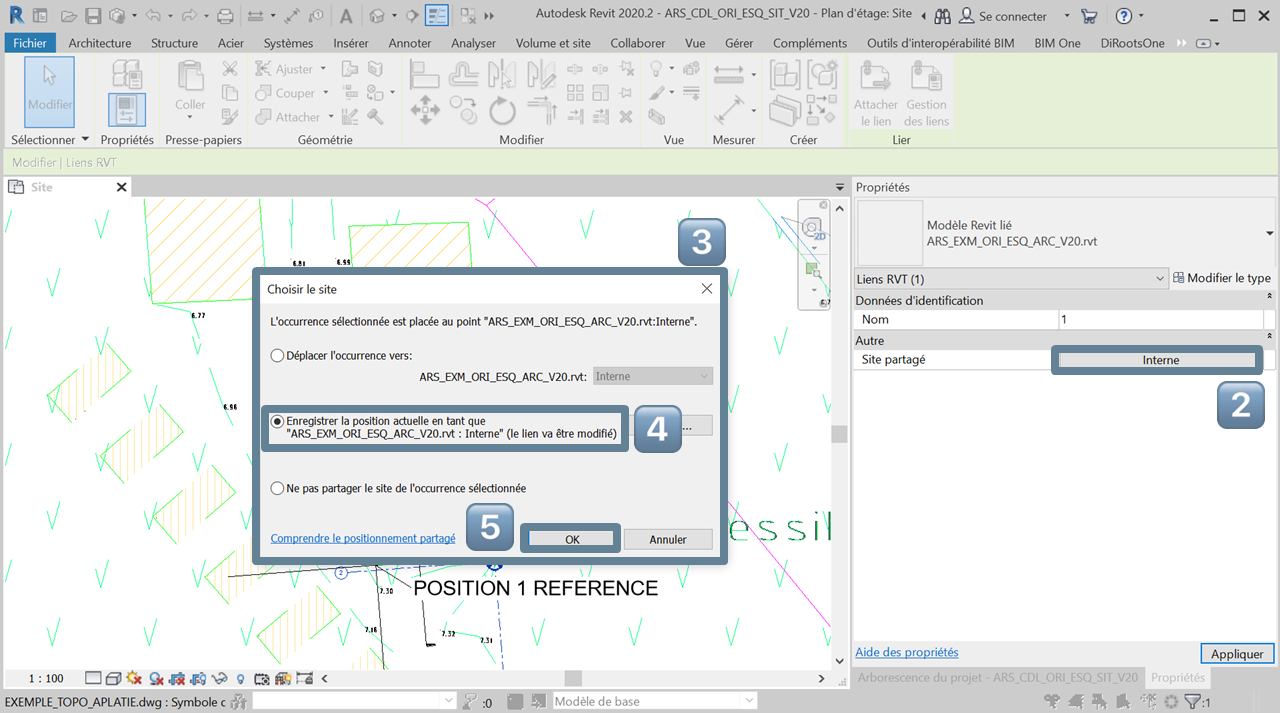 Autodesk Revit 2020.2 - ARS_CDL_ORI_ESQ_SIT_V20 - Plan d'étage: Site
Se connecter
Fichier Architecture Structure Acier Systèmes Insérer Annoter Analyser Volume et site Collaborer Vue Gérer Compléments Outils d'interopérabilité BIM BIM One DiRootsOne
Modifier
Coller
Ajuster
Couper
Attacher
Attacher le lien
Gestion des liens
Sélectionner Propriétés Presse-papiers Géométrie Modifier Vue Mesurer Créer Lier
Modifier | Liens RVT
Site
Propriétés
Modèle Revit lié
ARS_EXM_ORI_ESQ_ARC_V20.rvt
Liens RVT (1)
Modifier le type
Données d'identification
Nom 1
Autre
Site partagé Interne
2
2D
3
6.81
6.99
6.77
6.96
Choisir le site
L'occurrence sélectionnée est placée au point "ARS_EXM_ORI_ESQ_ARC_V20.rvt:Interne".
Déplacer l'occurrence vers:
ARS_EXM_ORI_ESQ_ARC_V20.rvt: Interne
Enregistrer la position actuelle en tant que
"ARS_EXM_ORI_ESQ_ARC_V20.rvt : Interne" (le lien va être modifié)
4
...
Ne pas partager le site de l'occurrence sélectionnée
5
Comprendre le positionnement partagé
OK
Annuler
essil
2
POSITION 1 REFERENCE
7.30
7.16
7.32
7.31
Aide des propriétés
Appliquer
Arborescence du projet - ARS_CDL_ORI_ESQ_SIT_V20
Propriétés
1 : 100
EXEMPLE_TOPO_APLATIE.dwg : Symbole c
:0
Modèle de base
:1